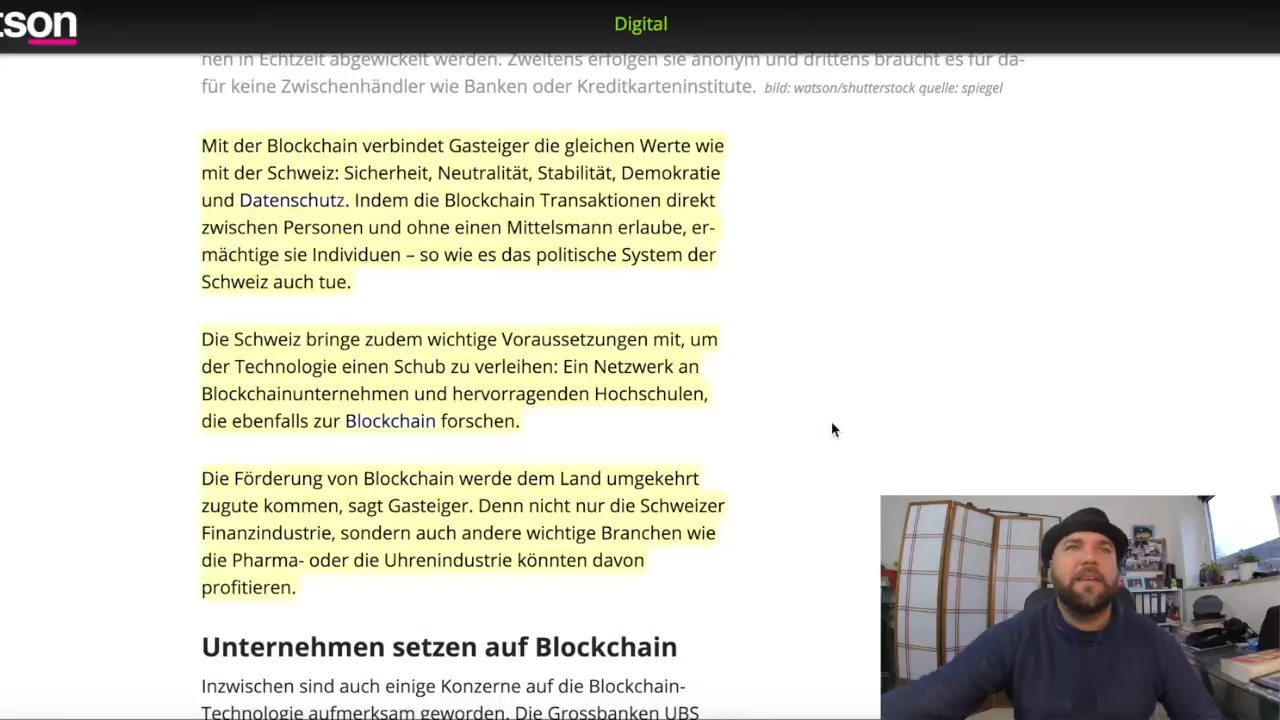 tson
Digital
nen in Echtzeit abgewickelt werden. Zweitens erfolgen sie anonym und drittens braucht es für da-
für keine Zwischenhändler wie Banken oder Kreditkarteninstitute. bild: watson/shutterstock quelle: spiegel
Mit der Blockchain verbindet Gasteiger die gleichen Werte wie
mit der Schweiz: Sicherheit, Neutralität, Stabilität, Demokratie
und Datenschutz. Indem die Blockchain Transaktionen direkt
zwischen Personen und ohne einen Mittelsmann erlaube, er-
mächtige sie Individuen – so wie es das politische System der
Schweiz auch tue.
Die Schweiz bringe zudem wichtige Voraussetzungen mit, um
der Technologie einen Schub zu verleihen: Ein Netzwerk an
Blockchainunternehmen und hervorragenden Hochschulen,
die ebenfalls zur Blockchain forschen.
Die Förderung von Blockchain werde dem Land umgekehrt
zugute kommen, sagt Gasteiger. Denn nicht nur die Schweizer
Finanzindustrie, sondern auch andere wichtige Branchen wie
die Pharma- oder die Uhrenindustrie könnten davon
profitieren.
Unternehmen setzen auf Blockchain
Inzwischen sind auch einige Konzerne auf die Blockchain-
Technologie aufmerksam geworden. Die Grossbanken UBS